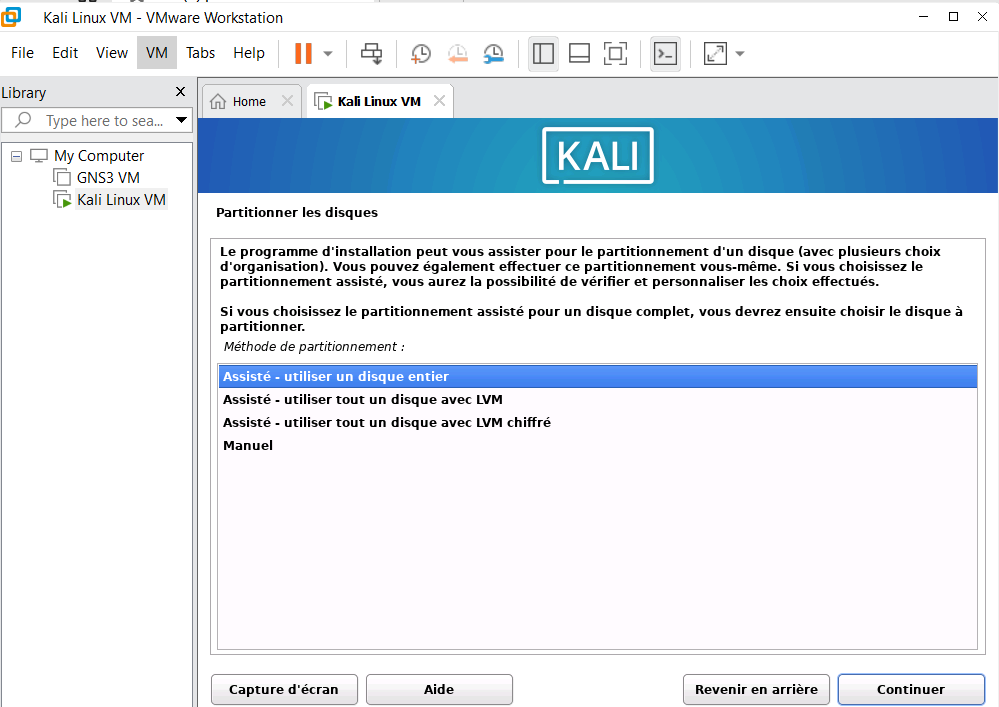 Kali Linux VM - VMware Workstation
File Edit View VM Tabs Help
Library
Home
Kali Linux VM
Type here to sea...
My Computer
GNS3 VM
Kali Linux VM
KALI
Partitionner les disques
Le programme d'installation peut vous assister pour le partitionnement d'un disque (avec plusieurs choix
d'organisation). Vous pouvez également effectuer ce partitionnement vous-même. Si vous choisissez le
partitionnement assisté, vous aurez la possibilité de vérifier et personnaliser les choix effectués.
Si vous choisissez le partitionnement assisté pour un disque complet, vous devrez ensuite choisir le disque à
partitionner.
Méthode de partitionnement :
Assisté - utiliser un disque entier
Assisté - utiliser tout un disque avec LVM
Assisté - utiliser tout un disque avec LVM chiffré
Manuel
Capture d'écran
Aide
Revenir en arrière
Continuer